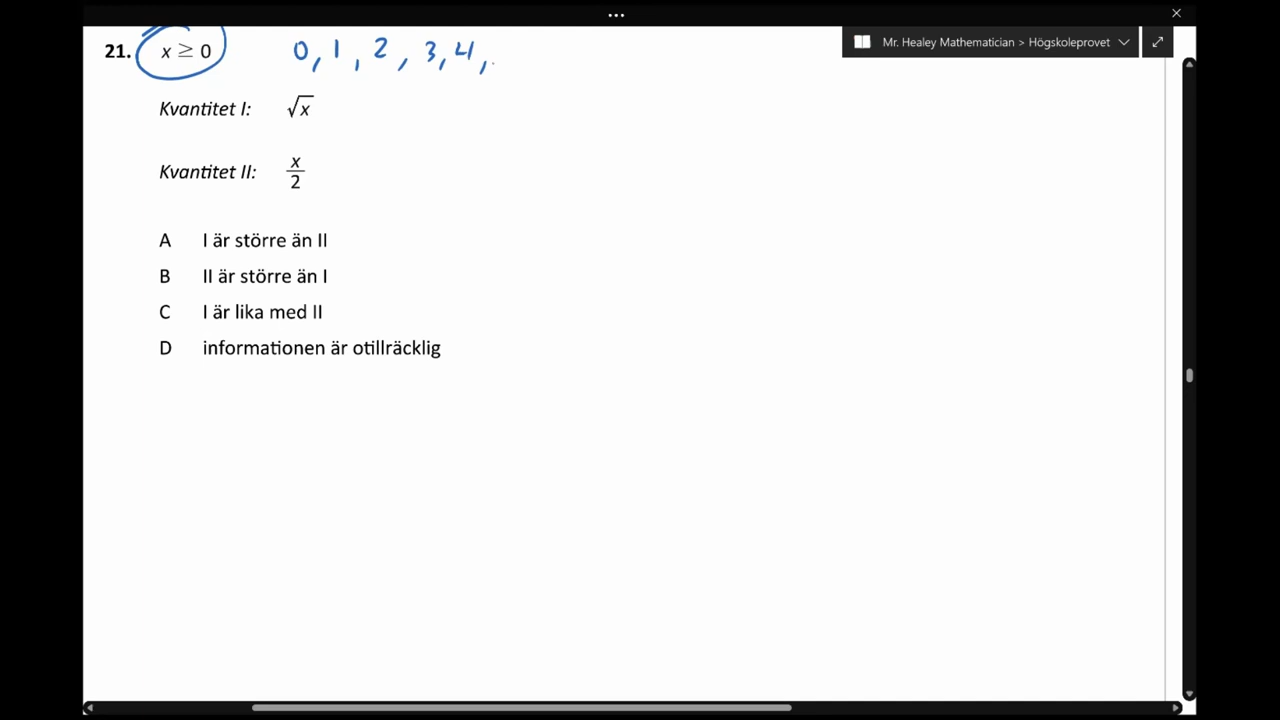 Mr. Healey Mathematician > Högskoleprovet
21. x ≥ 0 0, 1, 2, 3, 4,
Kvantitet I: √x
Kvantitet II: x/2
A I är större än II
B II är större än I
C I är lika med II
D informationen är otillräcklig